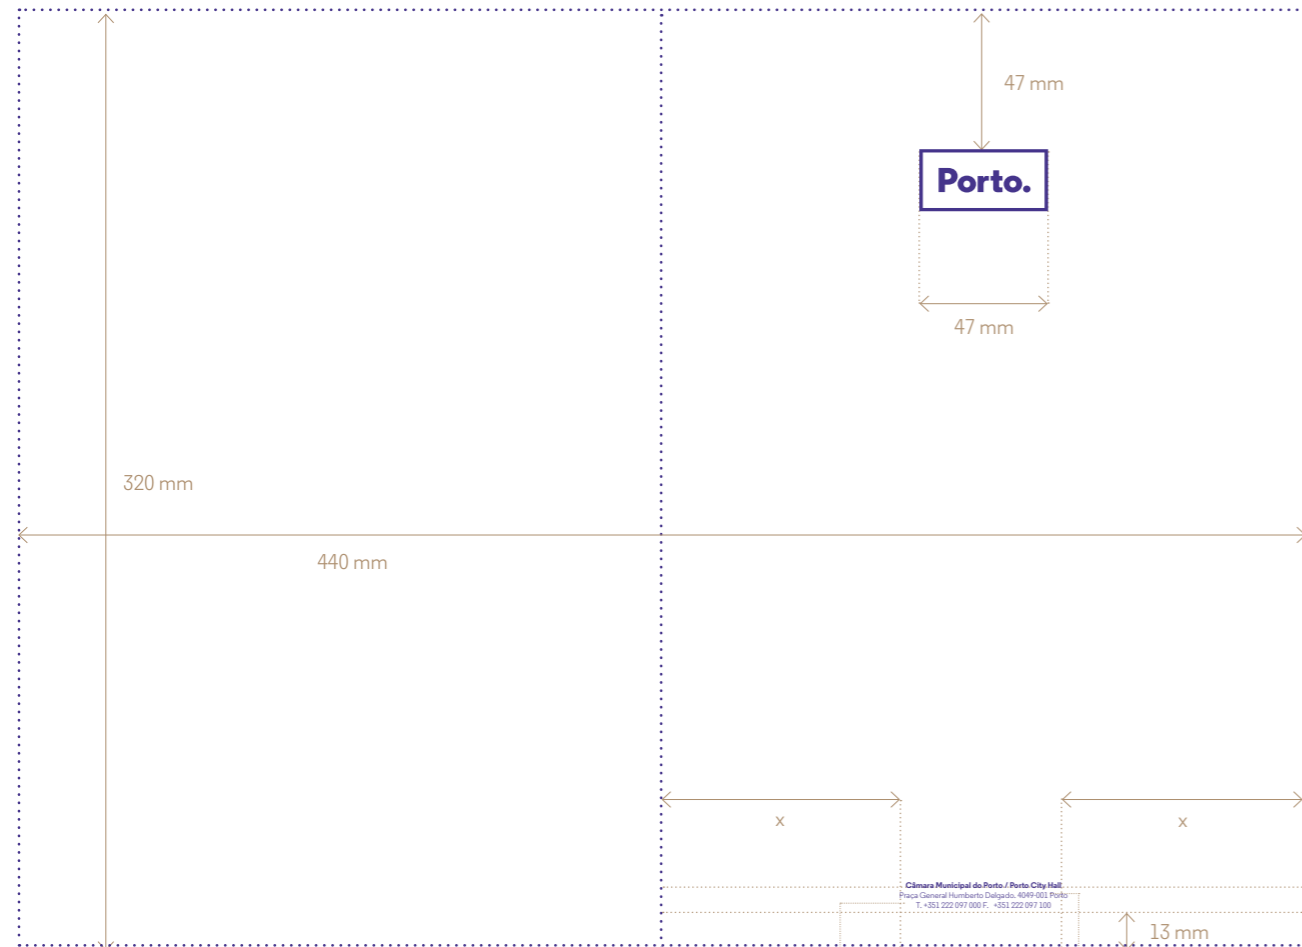 47 mm
Porto.
47 mm
320 mm
440 mm
x
x
Câmara Municipal do Porto / Porto City Hall
Praça General Humberto Delgado. 4049-001 Porto
T. +351 222 097 000 F. +351 222 097 100
13 mm